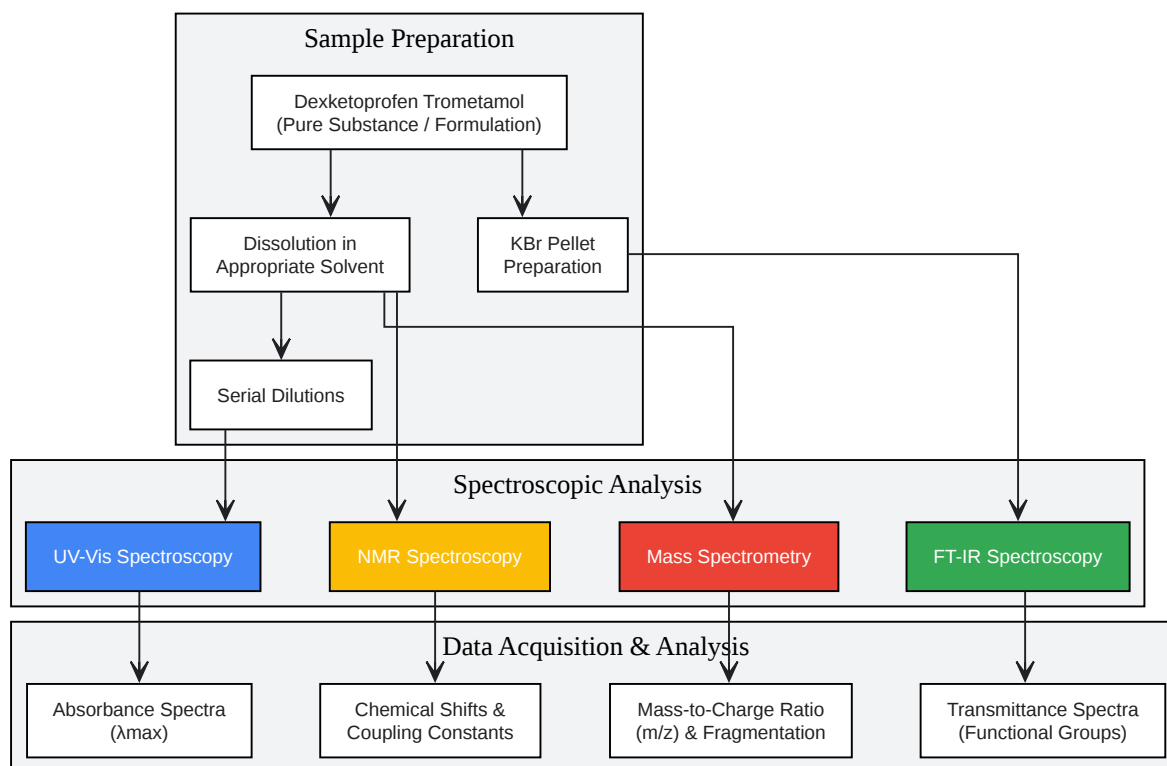 Sample Preparation
Dexketoprofen Trometamol
(Pure Substance / Formulation)
Dissolution in
Appropriate Solvent
KBr Pellet
Preparation
Serial Dilutions
Spectroscopic Analysis
UV-Vis Spectroscopy
NMR Spectroscopy
Mass Spectrometry
FT-IR Spectroscopy
Data Acquisition & Analysis
Absorbance Spectra
(λmax)
Chemical Shifts &
Coupling Constants
Mass-to-Charge Ratio
(m/z) & Fragmentation
Transmittance Spectra
(Functional Groups)